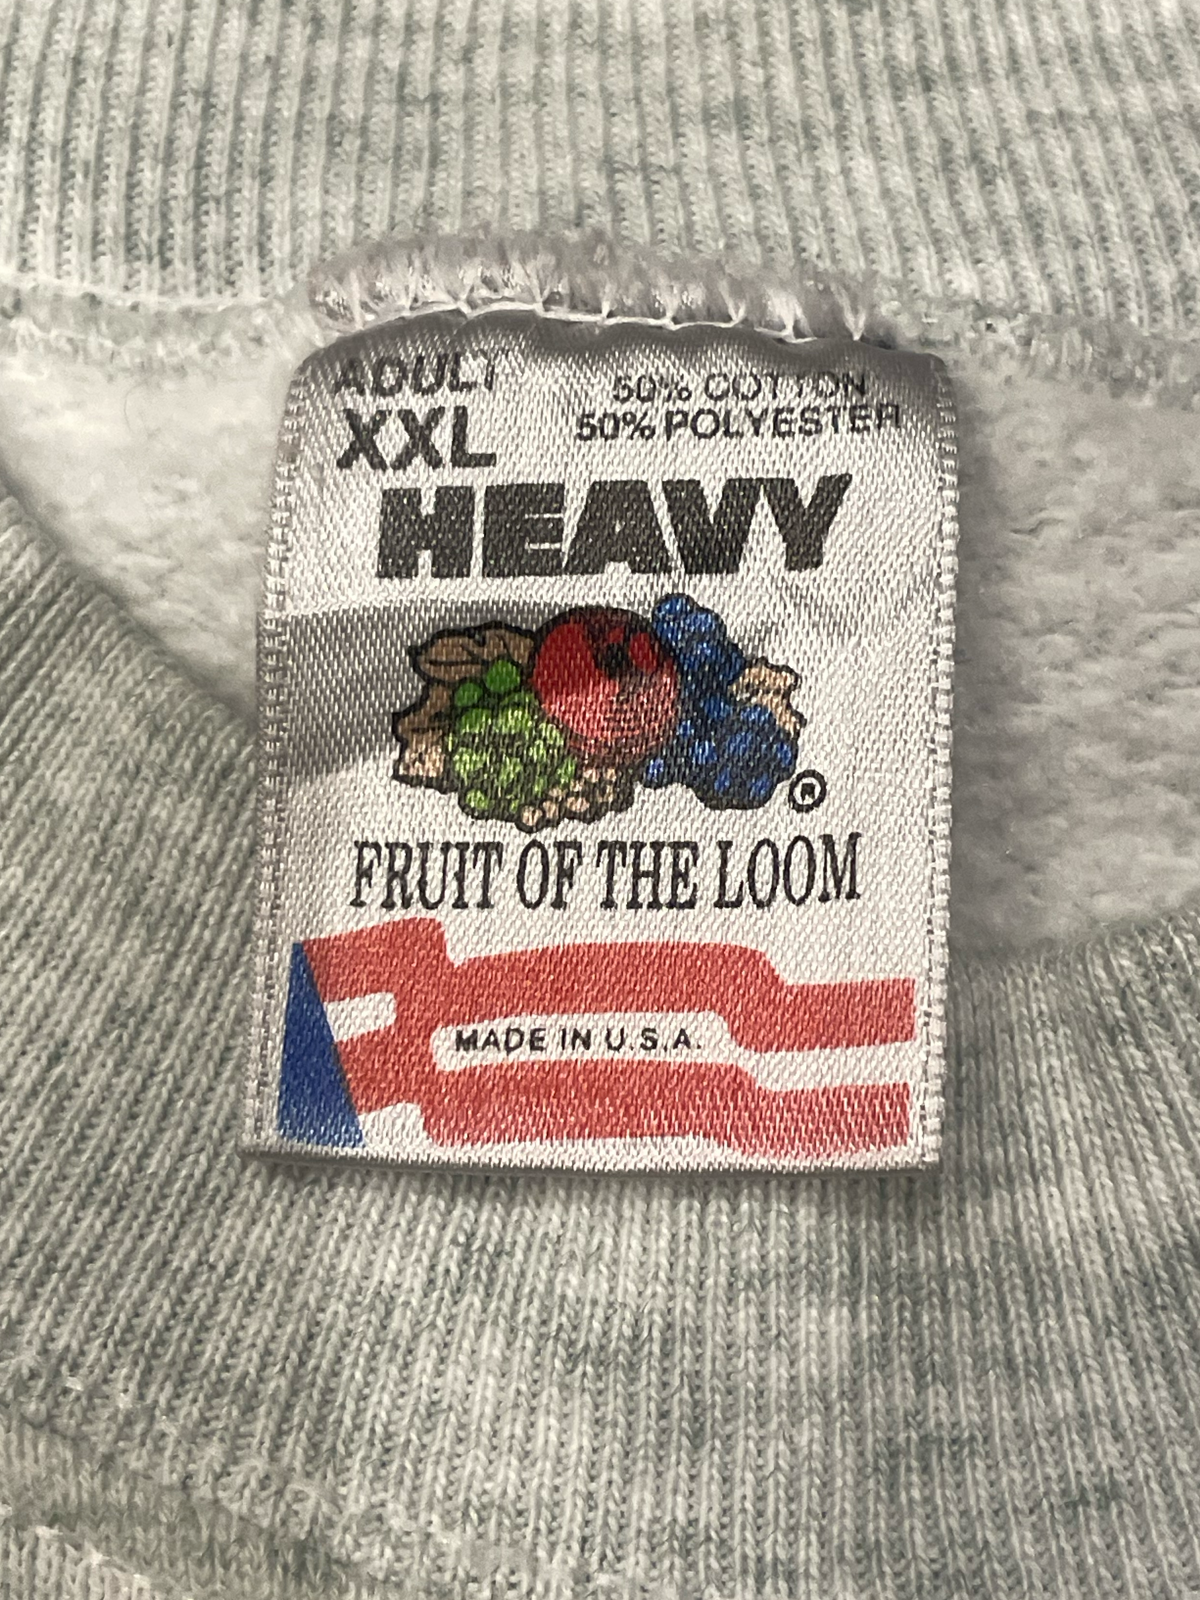 ADULT
XXL
50% COTTON
50% POLYESTER
HEAVY
®
FRUIT OF THE LOOM
MADE IN U.S.A.